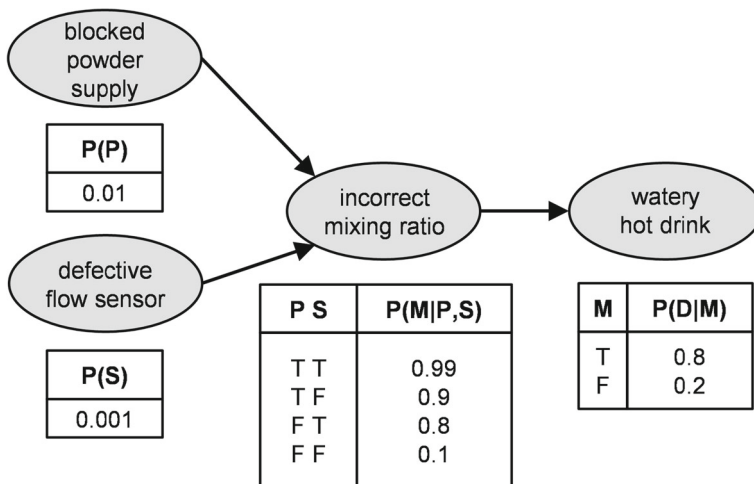 blocked
powder
supply
P(P)
0.01
defective
flow sensor
P(S)
0.001
incorrect
mixing ratio
P S P(M|P,S)
T T 0.99
T F 0.9
F T 0.8
F F 0.1
watery
hot drink
M P(D|M)
T 0.8
F 0.2